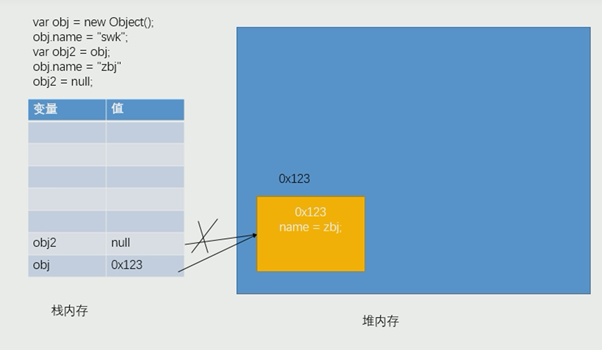 var obj = new Object();
obj.name = "swk";
var obj2 = obj;
obj.name = "zbj"
obj2 = null;
变量 值
obj2 null
obj 0x123
栈内存
0x123
0x123
name = zbj;
堆内存